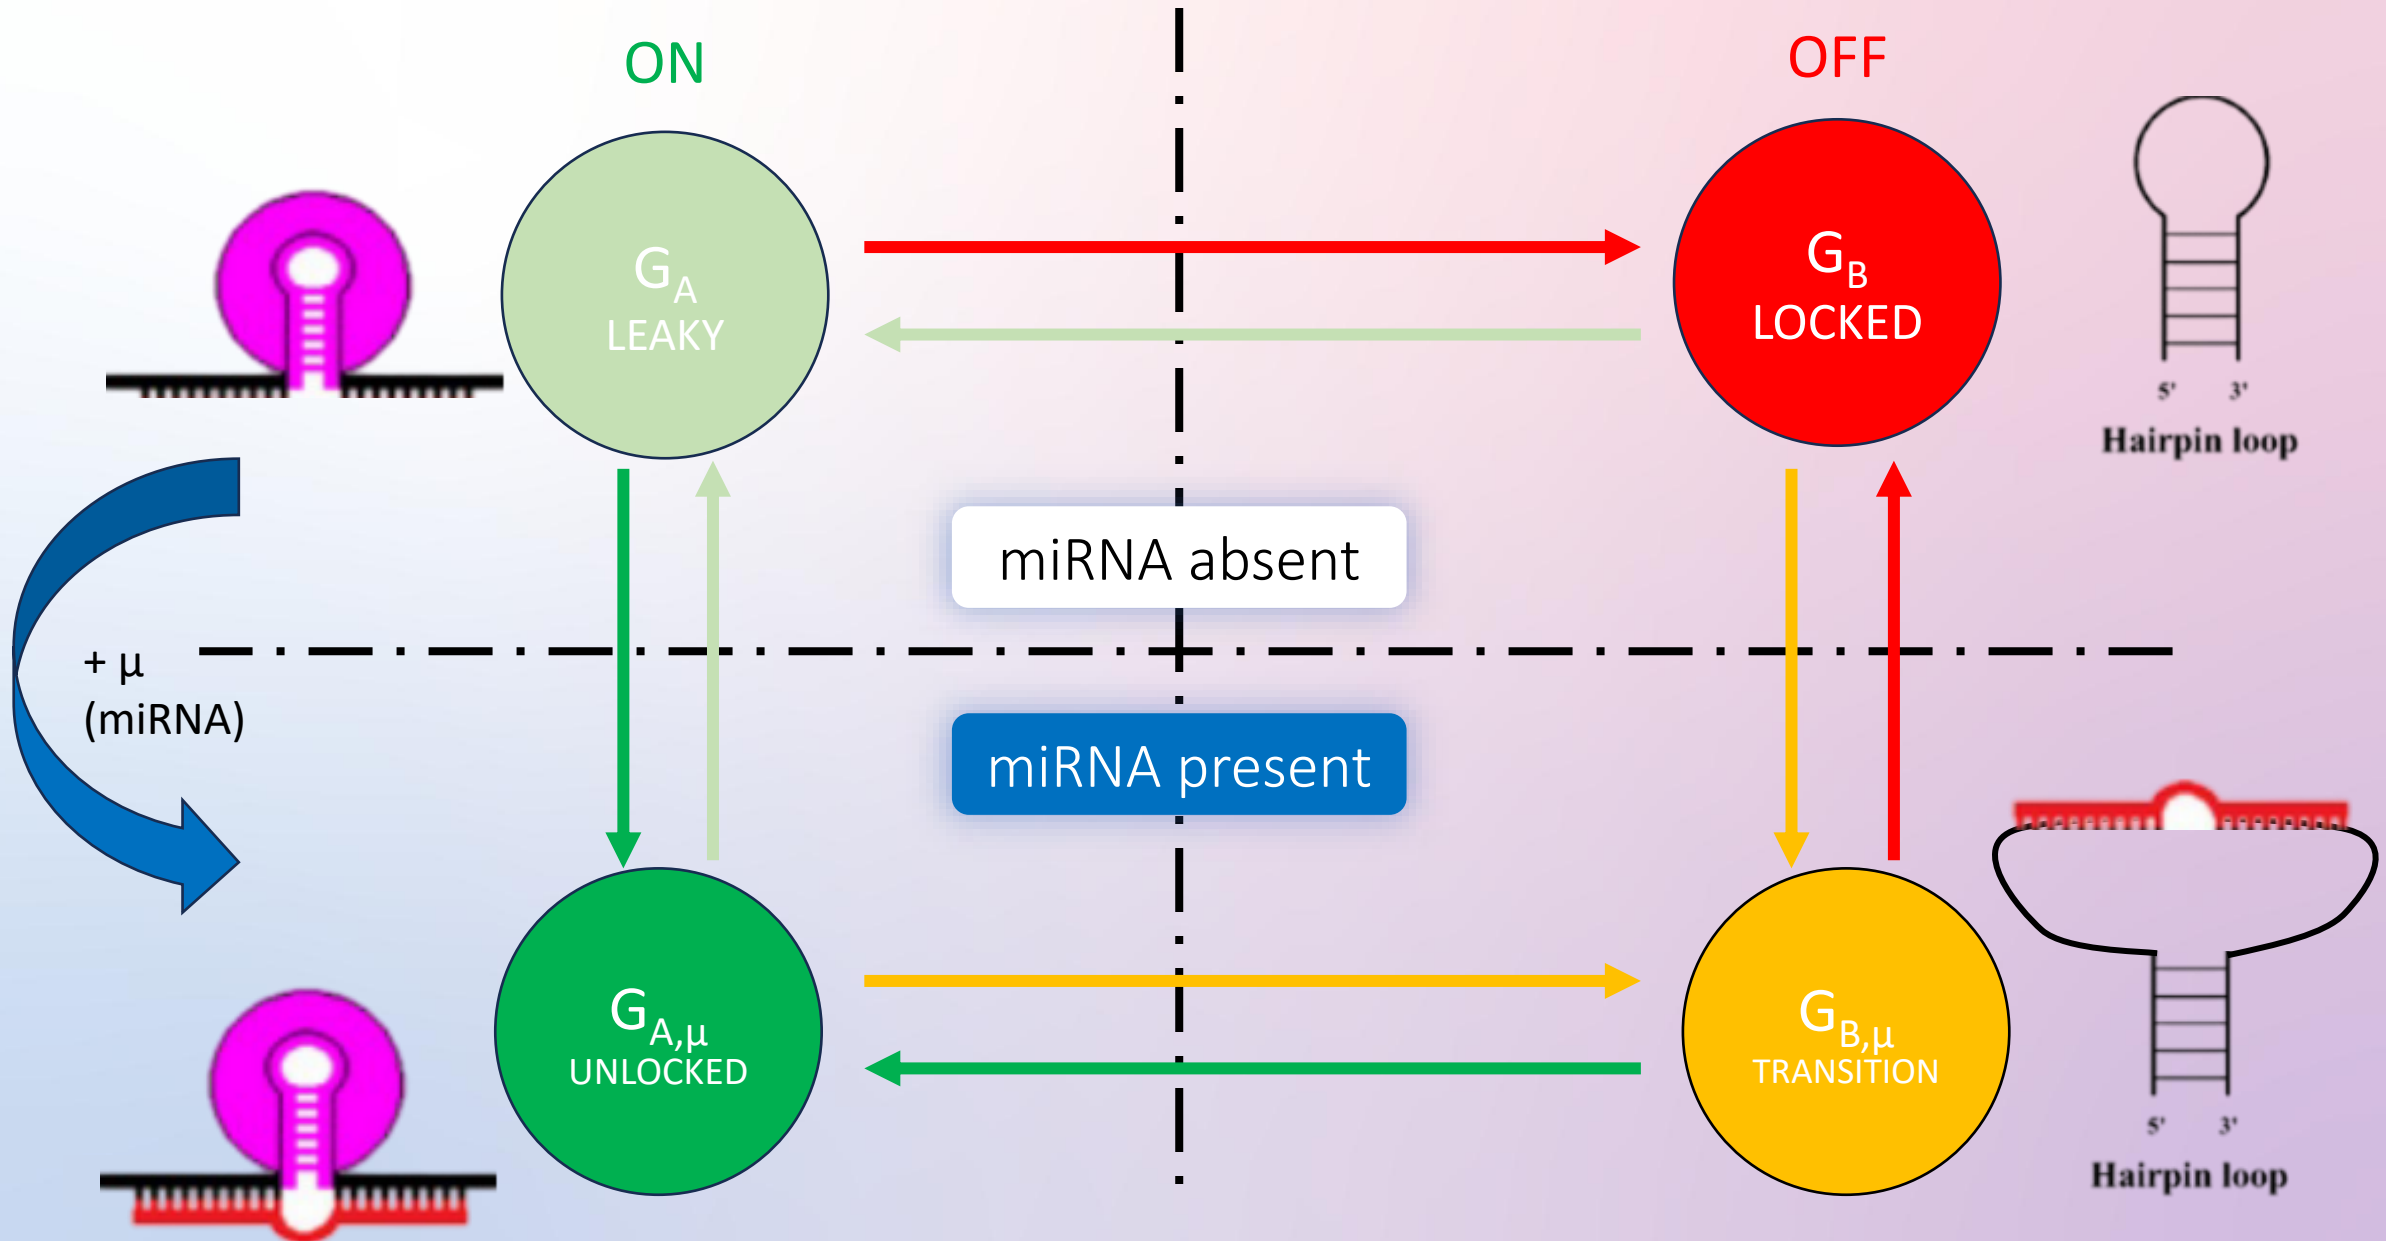 ON
OFF
G_A
LEAKY
G_B
LOCKED
5' 3'
Hairpin loop
miRNA absent
+ μ
(miRNA)
miRNA present
G_A,μ
UNLOCKED
G_B,μ
TRANSITION
5' 3'
Hairpin loop